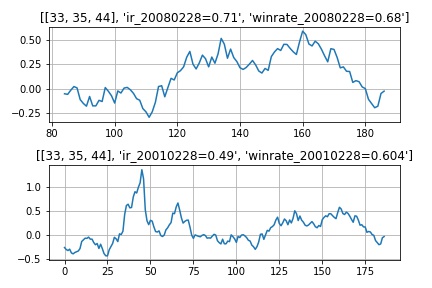 [[33, 35, 44], 'ir_20080228=0.71', 'winrate_20080228=0.68']
0.50
0.25
0.00
−0.25
80 100 120 140 160 180
[[33, 35, 44], 'ir_20010228=0.49', 'winrate_20010228=0.604']
1.0
0.5
0.0
−0.5
0 25 50 75 100 125 150 175